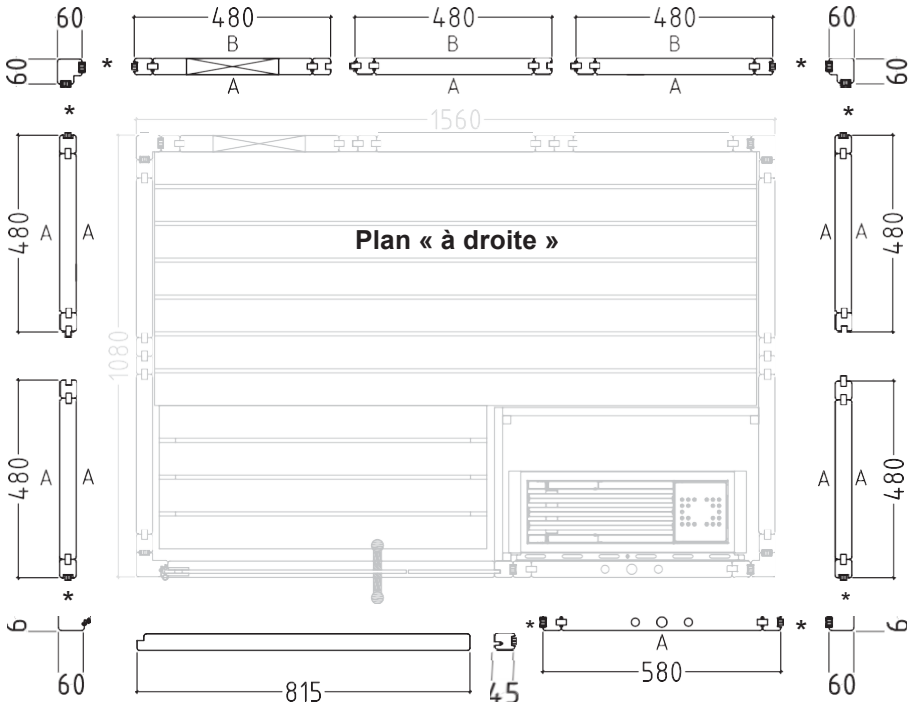 60 480 480 480 60
B B B
60 * * 60
A A A
* 1560 *
Plan « à droite »
480 A A A A 480
1080
480 A A A A 480
* *
6 * * 6
A
60 580 60
815 45